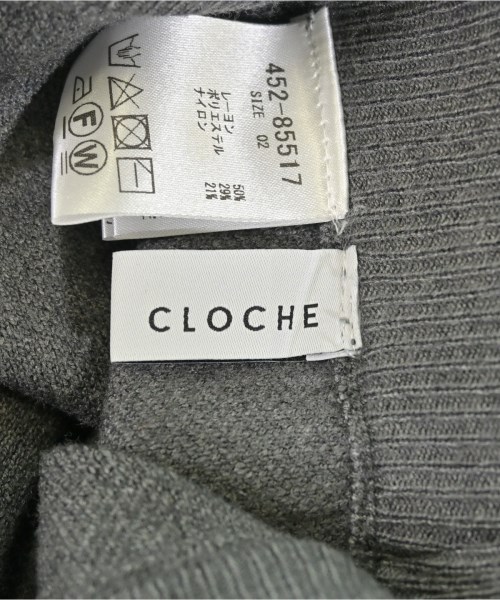 452-85517
SIZE 02
レーヨン 50%
ポリエステル 29%
ナイロン 21%
F
W
CLOCHE